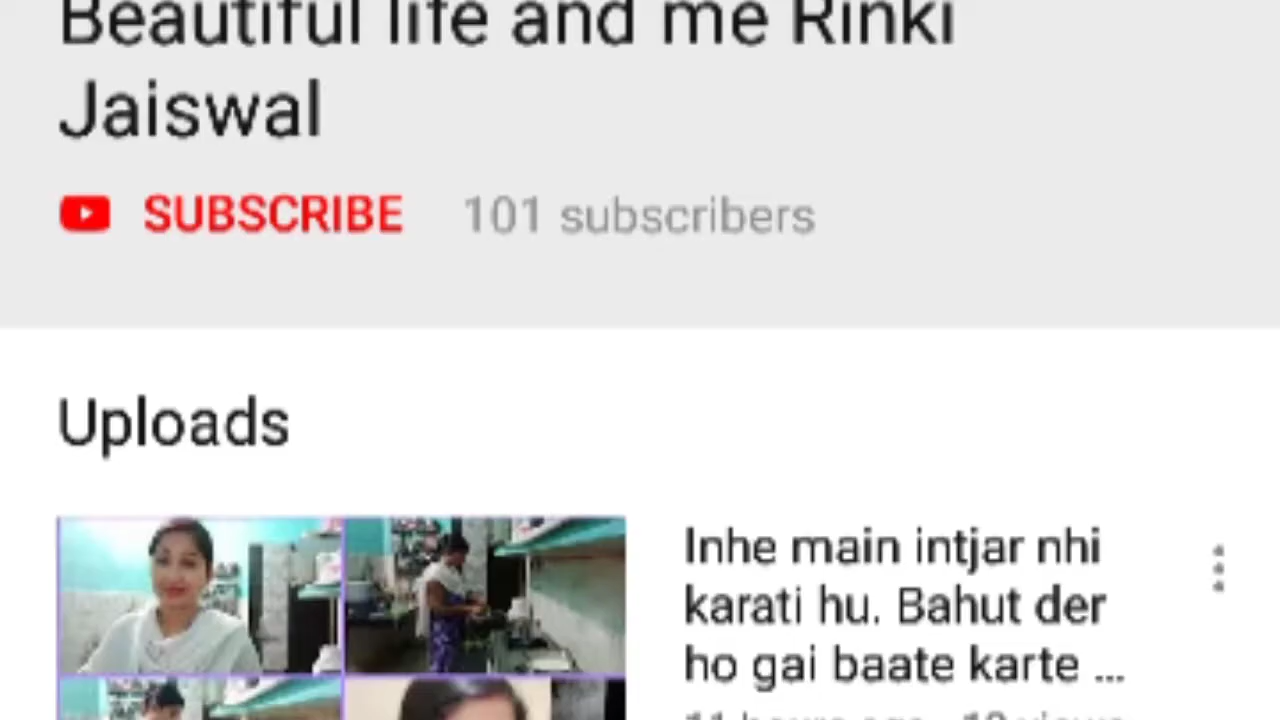 Beautiful life and me Rinki
Jaiswal
SUBSCRIBE 101 subscribers
Uploads
Inhe main intjar nhi
karati hu. Bahut der
ho gai baate karte ...